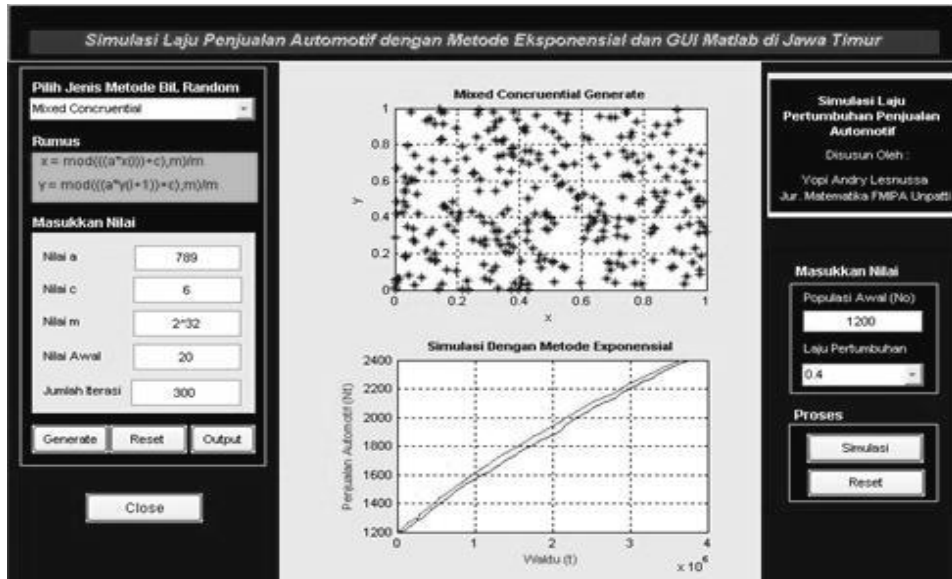 Simulasi Laju Penjualan Automotif dengan Metode Eksponensial dan GUI Matlab di Jawa Timur
Pilih Jenis Metode Bil. Random
Mixed Concruential
Rumus
x = mod(((a*x(i))+c),m)/m
y = mod(((a*y(i+1))+c),m)/m
Masukkan Nilai
Nilai a
789
Nilai c
6
Nilai m
2^32
Nilai Awal
20
Jumlah Iterasi
300
Generate
Reset
Output
Close
Mixed Concruential Generate
1
0.8
0.6
0.4
0.2
0
y
0 0.2 0.4 0.6 0.8 1
x
Simulasi Dengan Metode Exponensial
2400
2200
2000
1800
1600
1400
1200
Penjualan Automotif (Nt)
0 1 2 3 4
Waktu (t)
x 10^6
Simulasi Laju
Pertumbuhan Penjualan
Automotif
Disusun Oleh :
Yopi Andry Lesnussa
Jur. Matematika FMIPA Unpatti
Masukkan Nilai
Populasi Awal (No)
1200
Laju Pertumbuhan
0.4
Proses
Simulasi
Reset